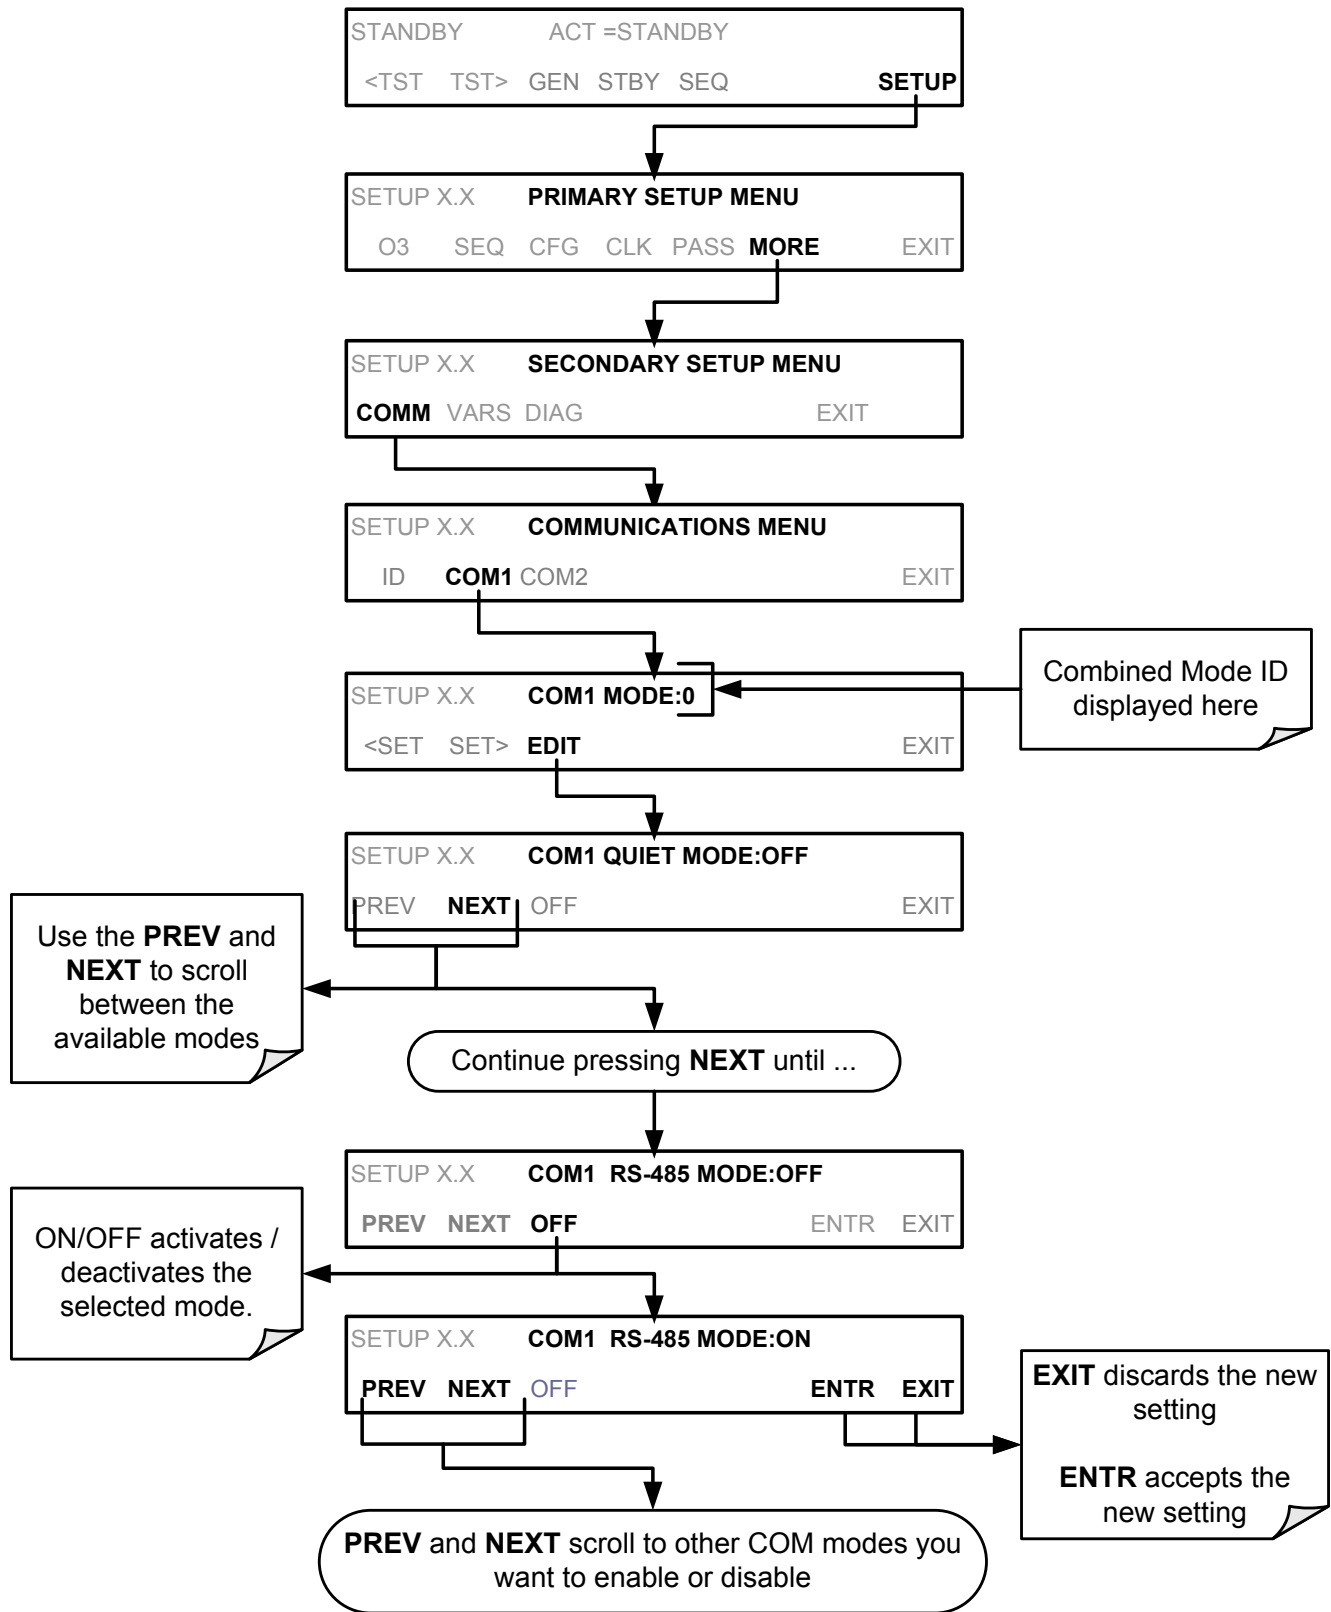 STANDBY ACT =STANDBY
<TST TST> GEN STBY SEQ SETUP
SETUP X.X PRIMARY SETUP MENU
O3 SEQ CFG CLK PASS MORE EXIT
SETUP X.X SECONDARY SETUP MENU
COMM VARS DIAG EXIT
SETUP X.X COMMUNICATIONS MENU
ID COM1 COM2 EXIT
SETUP X.X COM1 MODE:0
<SET SET> EDIT EXIT
Combined Mode ID
displayed here
SETUP X.X COM1 QUIET MODE:OFF
PREV NEXT OFF EXIT
Use the PREV and
NEXT to scroll
between the
available modes
Continue pressing NEXT until ...
SETUP X.X COM1 RS-485 MODE:OFF
PREV NEXT OFF ENTR EXIT
ON/OFF activates /
deactivates the
selected mode.
SETUP X.X COM1 RS-485 MODE:ON
PREV NEXT OFF ENTR EXIT
EXIT discards the new
setting
ENTR accepts the
new setting
PREV and NEXT scroll to other COM modes you
want to enable or disable